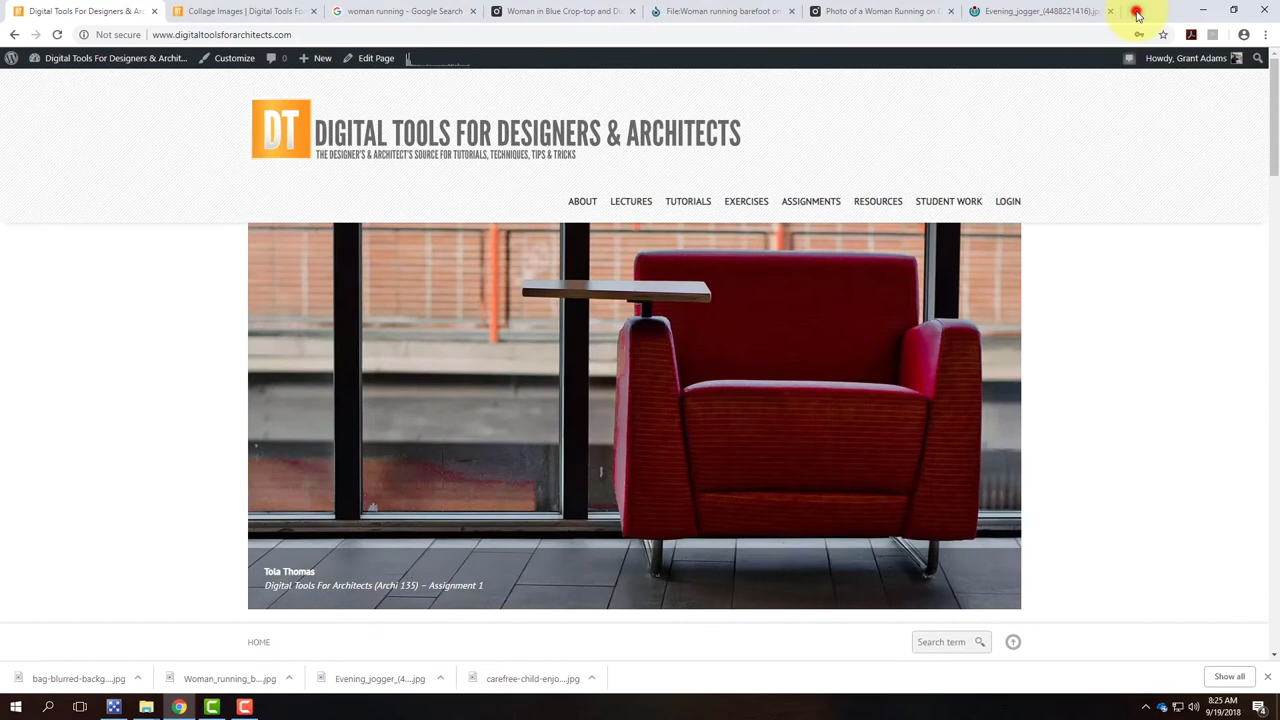 Digital Tools For Designers & Ar
Collage Images | Digital Tools Fo
woman running - Google Search
Woman in Blue Crop-top and Di
File:Woman running barefoot on
Photo of a Woman Running on D
Evening_jogger_(4488221416).jp
Not secure | www.digitaltoolsforarchitects.com
Digital Tools For Designers & Archit...
Customize
0
New
Edit Page
Howdy, Grant Adams
DT
DIGITAL TOOLS FOR DESIGNERS & ARCHITECTS
THE DESIGNER'S & ARCHITECT'S SOURCE FOR TUTORIALS, TECHNIQUES, TIPS & TRICKS
ABOUT LECTURES TUTORIALS EXERCISES ASSIGNMENTS RESOURCES STUDENT WORK LOGIN
Tola Thomas
Digital Tools For Architects (Archi 135) – Assignment 1
HOME
Search term
bag-blurred-backg....jpg
Woman_running_b....jpg
Evening_jogger_(4....jpg
carefree-child-enjo....jpg
Show all
8:25 AM
9/19/2018
4